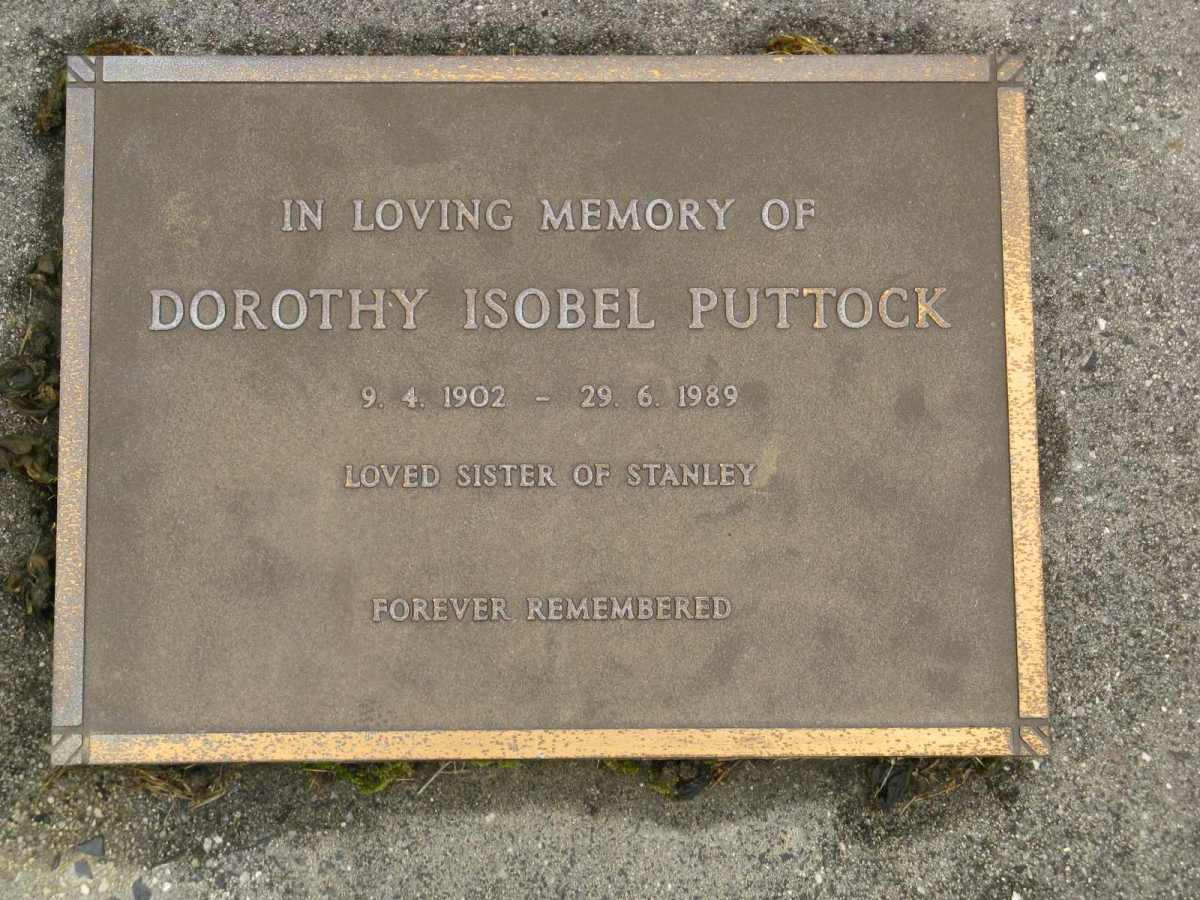 IN LOVING MEMORY OF
DOROTHY ISOBEL PUTTOCK
9. 4. 1902 – 29. 6. 1989
LOVED SISTER OF STANLEY
FOREVER REMEMBERED